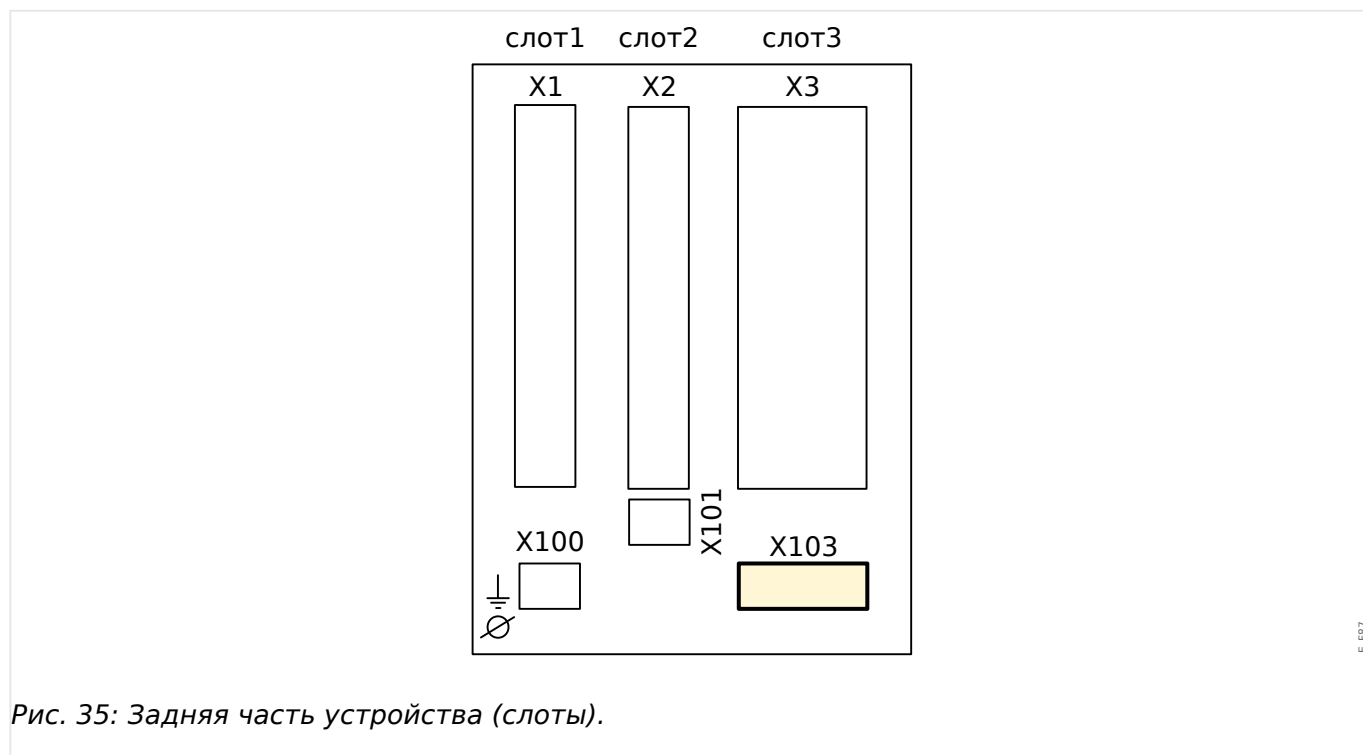 слот1 слот2 слот3
X1 X2 X3
X101
X100 X103
Рис. 35: Задняя часть устройства (слоты).